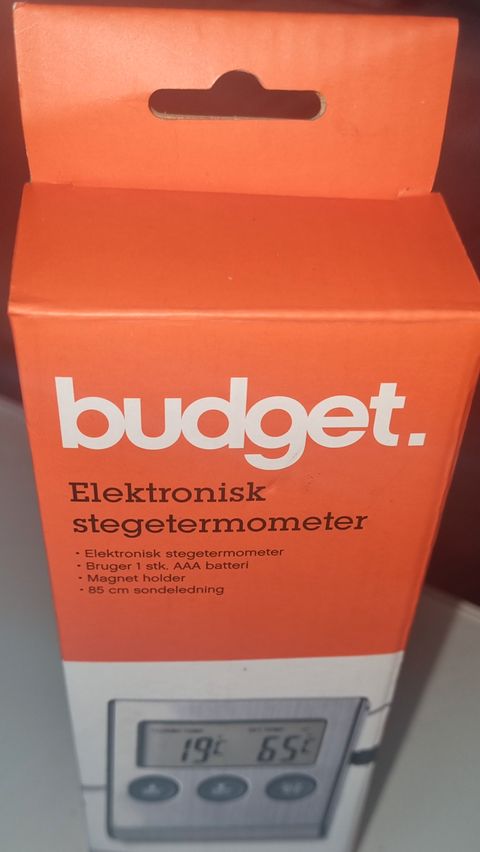 budget.
Elektronisk
stegetermometer
· Elektronisk stegetermometer
· Bruger 1 stk. AAA batteri
· Magnet holder
· 85 cm sondeledning
19°C 65°C